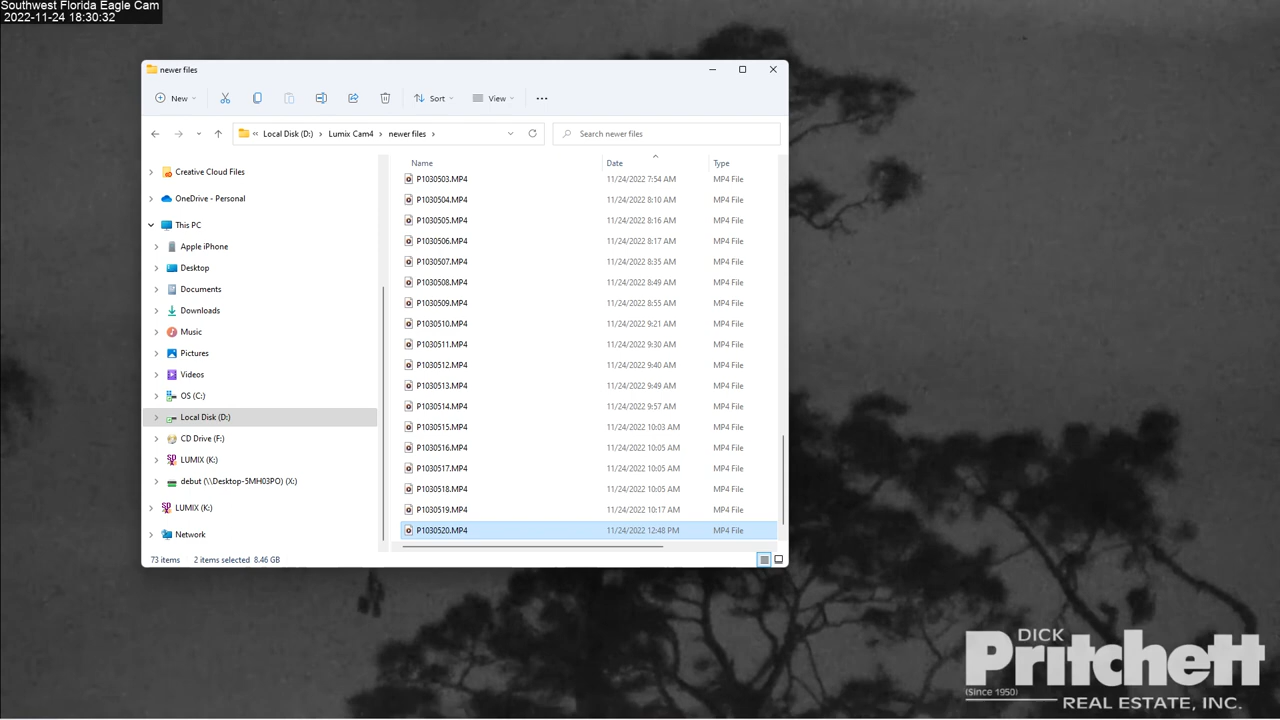 Southwest Florida Eagle Cam
2022-11-24 18:30:32
newer files
New
Sort
View
Local Disk (D:)
Lumix Cam4
newer files
Search newer files
Creative Cloud Files
OneDrive - Personal
This PC
Apple iPhone
Desktop
Documents
Downloads
Music
Pictures
Videos
OS (C:)
Local Disk (D:)
CD Drive (F:)
LUMIX (K:)
debut (\\Desktop-5MH03PO) (X:)
LUMIX (K:)
Network
Name Date Type
P1030503.MP4 11/24/2022 7:54 AM MP4 File
P1030504.MP4 11/24/2022 8:10 AM MP4 File
P1030505.MP4 11/24/2022 8:16 AM MP4 File
P1030506.MP4 11/24/2022 8:17 AM MP4 File
P1030507.MP4 11/24/2022 8:35 AM MP4 File
P1030508.MP4 11/24/2022 8:49 AM MP4 File
P1030509.MP4 11/24/2022 8:55 AM MP4 File
P1030510.MP4 11/24/2022 9:21 AM MP4 File
P1030511.MP4 11/24/2022 9:30 AM MP4 File
P1030512.MP4 11/24/2022 9:40 AM MP4 File
P1030513.MP4 11/24/2022 9:49 AM MP4 File
P1030514.MP4 11/24/2022 9:57 AM MP4 File
P1030515.MP4 11/24/2022 10:03 AM MP4 File
P1030516.MP4 11/24/2022 10:05 AM MP4 File
P1030517.MP4 11/24/2022 10:05 AM MP4 File
P1030518.MP4 11/24/2022 10:05 AM MP4 File
P1030519.MP4 11/24/2022 10:17 AM MP4 File
P1030520.MP4 11/24/2022 12:48 PM MP4 File
73 items 2 items selected 8.46 GB
DICK
Pritchett
(Since 1950)
REAL ESTATE, INC.